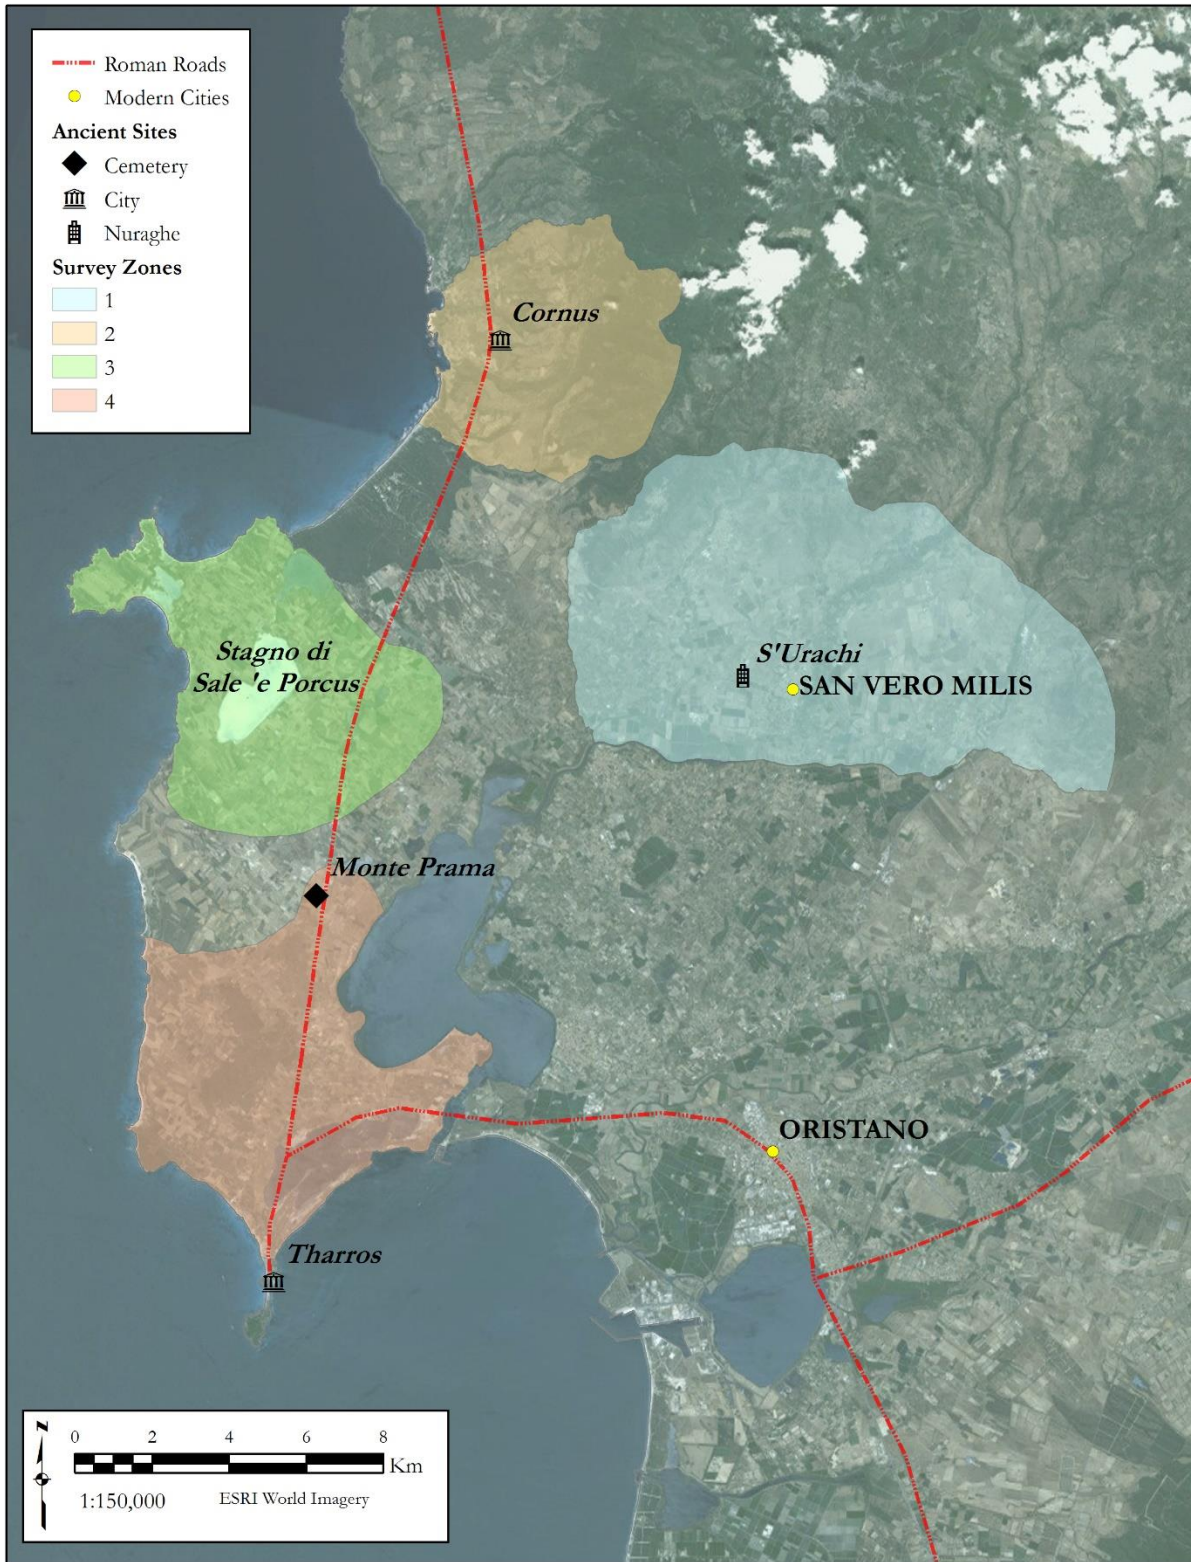 Roman Roads
Modern Cities
Ancient Sites
Cemetery
City
Nuraghe
Survey Zones
1
2
3
4
Cornus
Stagno di
Sale 'e Porcus
S'Urachi
SAN VERO MILIS
Monte Prama
ORISTANO
Tharros
N
0 2 4 6 8
Km
1:150,000 ESRI World Imagery